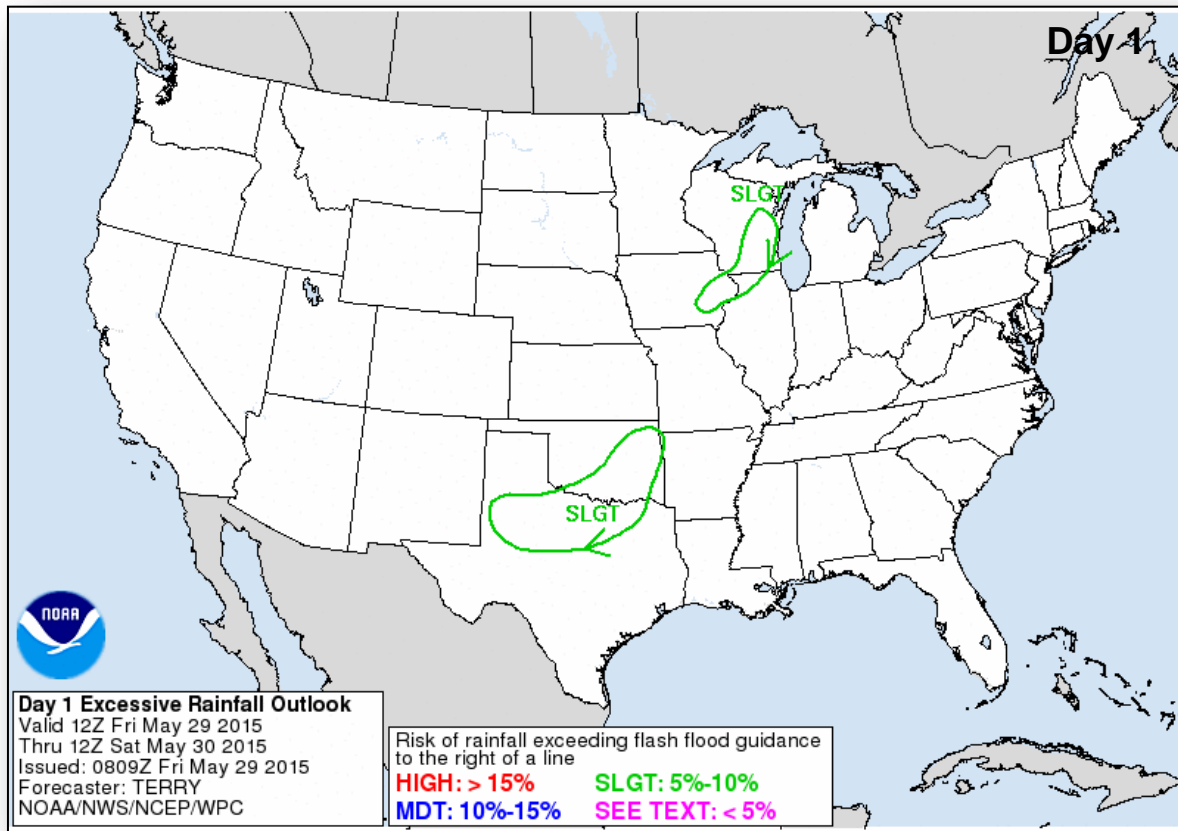 Day 1
SLGT
SLGT
NOAA
Day 1 Excessive Rainfall Outlook
Valid 12Z Fri May 29 2015
Thru 12Z Sat May 30 2015
Issued: 0809Z Fri May 29 2015
Forecaster: TERRY
NOAA/NWS/NCEP/WPC
Risk of rainfall exceeding flash flood guidance
to the right of a line
HIGH: > 15% SLGT: 5%-10%
MDT: 10%-15% SEE TEXT: < 5%